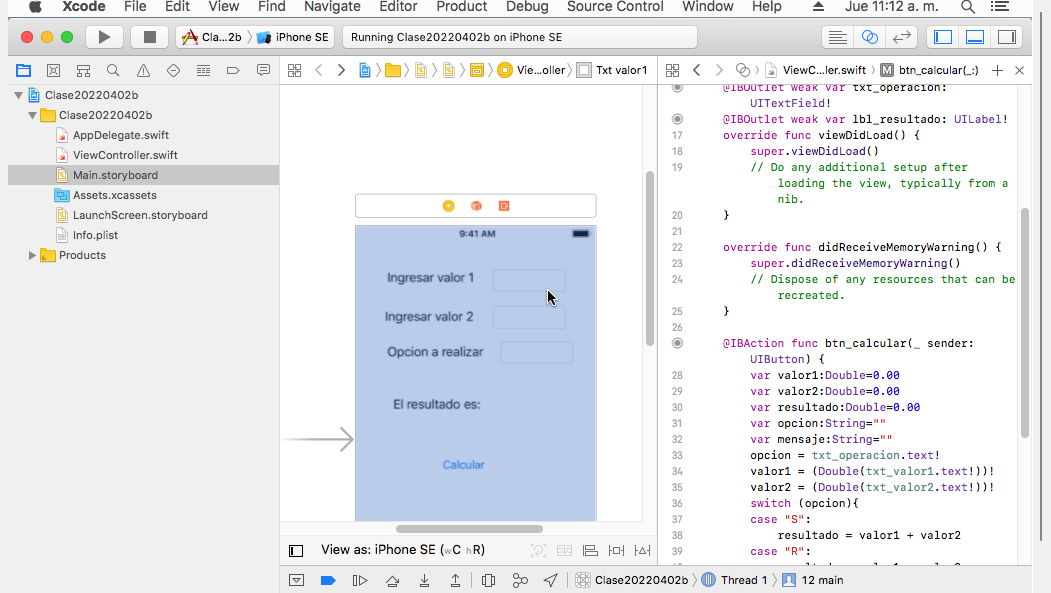 Xcode File Edit View Find Navigate Editor Product Debug Source Control Window Help Jue 11:12 a. m.
Cla...2b iPhone SE Running Clase20220402b on iPhone SE
Vie...oller Txt valor1 ViewC...ler.swift M btn_calcular(_:)
Clase20220402b
Clase20220402b
AppDelegate.swift
ViewController.swift
Main.storyboard
Assets.xcassets
LaunchScreen.storyboard
Info.plist
Products
9:41 AM
Ingresar valor 1
Ingresar valor 2
Opcion a realizar
El resultado es:
Calcular
View as: iPhone SE (wC hR)
@IBOutlet weak var txt_operacion:
UITextField!
@IBOutlet weak var lbl_resultado: UILabel!
17 override func viewDidLoad() {
18 super.viewDidLoad()
19 // Do any additional setup after
loading the view, typically from a
nib.
20 }
21
22 override func didReceiveMemoryWarning() {
23 super.didReceiveMemoryWarning()
24 // Dispose of any resources that can be
recreated.
25 }
26
@IBAction func btn_calcular(_ sender:
UIButton) {
28 var valor1:Double=0.00
29 var valor2:Double=0.00
30 var resultado:Double=0.00
31 var opcion:String=""
32 var mensaje:String=""
33 opcion = txt_operacion.text!
34 valor1 = (Double(txt_valor1.text!))!
35 valor2 = (Double(txt_valor2.text!))!
36 switch (opcion){
37 case "S":
38 resultado = valor1 + valor2
39 case "R":
Clase20220402b Thread 1 12 main